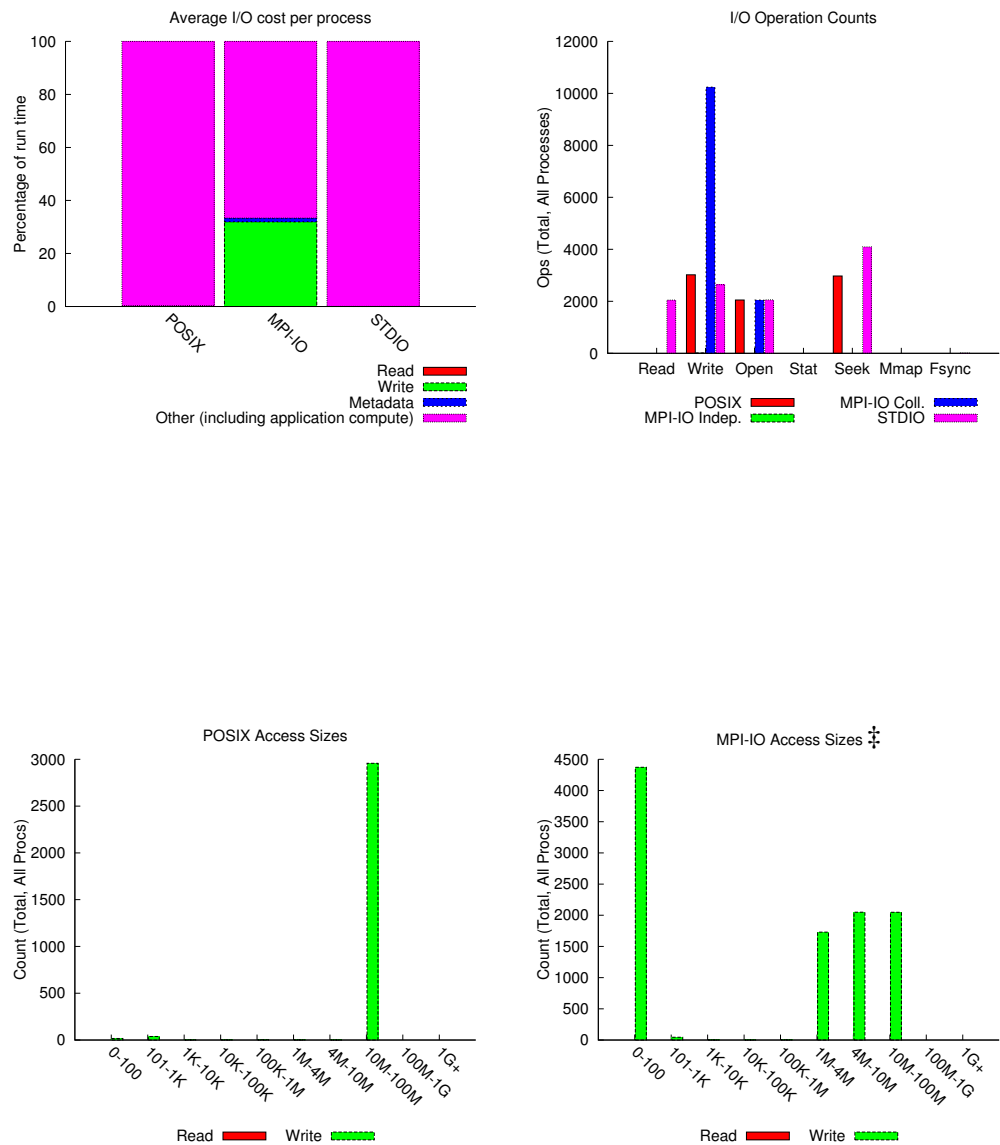 Average I/O cost per process
100
80
60
40
20
0
Percentage of run time
POSIX
MPI-IO
STDIO
Read
Write
Metadata
Other (including application compute)
I/O Operation Counts
12000
10000
8000
6000
4000
2000
0
Ops (Total, All Processes)
Read Write Open Stat Seek Mmap Fsync
POSIX MPI-IO Coll.
MPI-IO Indep. STDIO
POSIX Access Sizes
3000
2500
2000
1500
1000
500
0
Count (Total, All Procs)
0-100
101-1K
1K-10K
10K-100K
100K-1M
1M-4M
4M-10M
10M-100M
100M-1G
1G+
Read Write
MPI-IO Access Sizes ‡
4500
4000
3500
3000
2500
2000
1500
1000
500
0
Count (Total, All Procs)
0-100
101-1K
1K-10K
10K-100K
100K-1M
1M-4M
4M-10M
10M-100M
100M-1G
1G+
Read Write